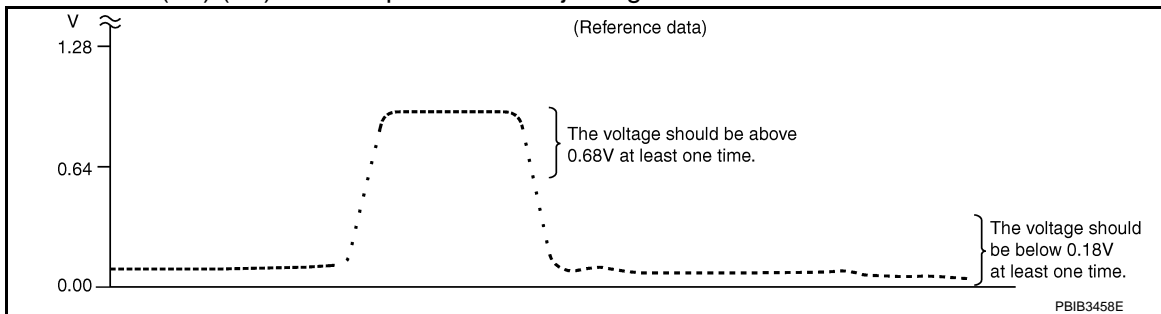 V
(Reference data)
1.28
The voltage should be above
0.68V at least one time.
0.64
The voltage should
be below 0.18V
at least one time.
0.00
PBIB3458E